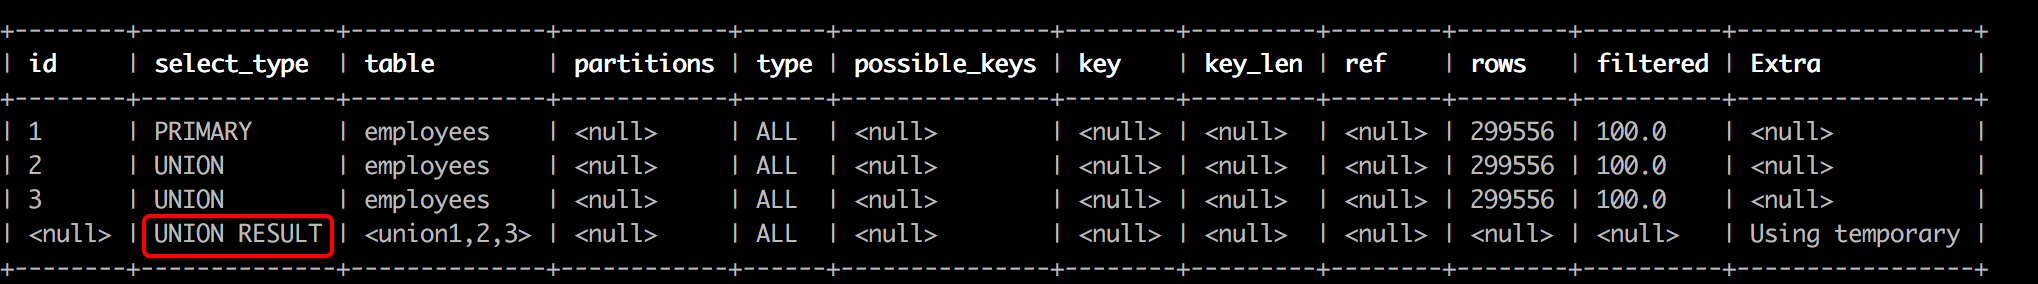 +--------+--------------+--------------+------------+------+---------------+--------+---------+--------+--------+----------+-----------------+
| id     | select_type  | table        | partitions | type | possible_keys | key    | key_len | ref    | rows   | filtered | Extra           |
+--------+--------------+--------------+------------+------+---------------+--------+---------+--------+--------+----------+-----------------+
| 1      | PRIMARY      | employees    | <null>     | ALL  | <null>        | <null> | <null>  | <null> | 299556 | 100.0    | <null>          |
| 2      | UNION        | employees    | <null>     | ALL  | <null>        | <null> | <null>  | <null> | 299556 | 100.0    | <null>          |
| 3      | UNION        | employees    | <null>     | ALL  | <null>        | <null> | <null>  | <null> | 299556 | 100.0    | <null>          |
| <null> | UNION RESULT | <union1,2,3> | <null>     | ALL  | <null>        | <null> | <null>  | <null> | <null> | <null>   | Using temporary |
+--------+--------------+--------------+------------+------+---------------+--------+---------+--------+--------+----------+-----------------+